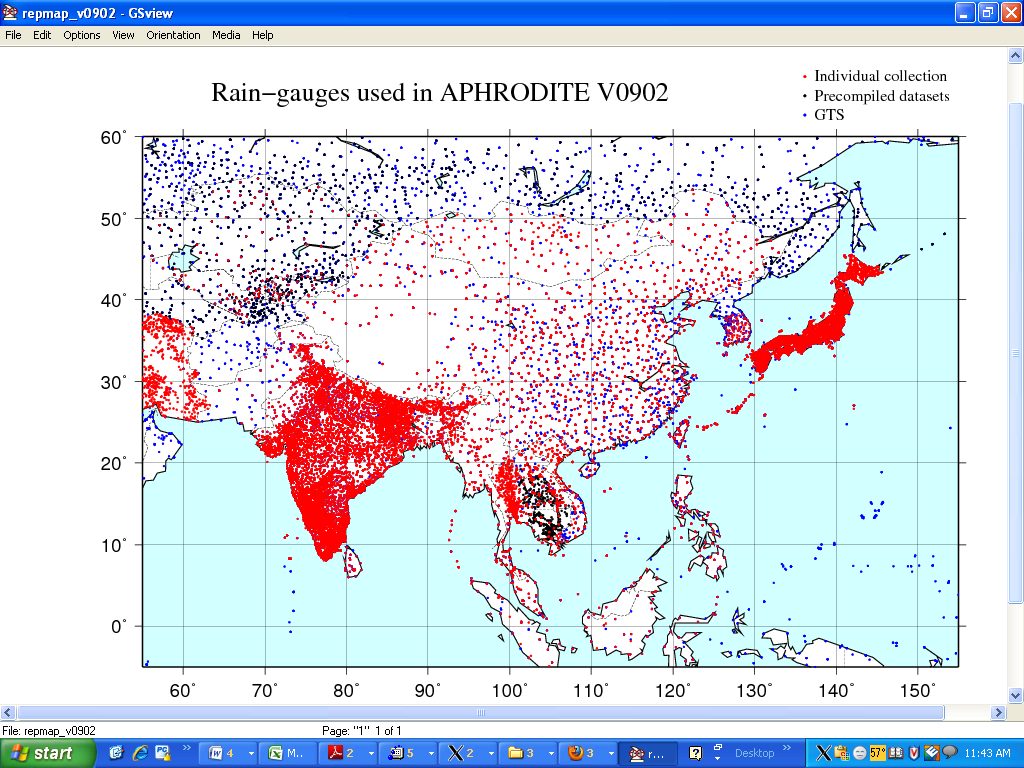 repmap_v0902 - GSview
File Edit Options View Orientation Media Help
Rain-gauges used in APHRODITE V0902
Individual collection
Precompiled datasets
GTS
60°
50°
40°
30°
20°
10°
0°
60° 70° 80° 90° 100° 110° 120° 130° 140° 150°
File: repmap_v0902 Page: "1" 1 of 1
start 4 M.. 2 5 2 3 3 r... Desktop 57° 11:43 AM